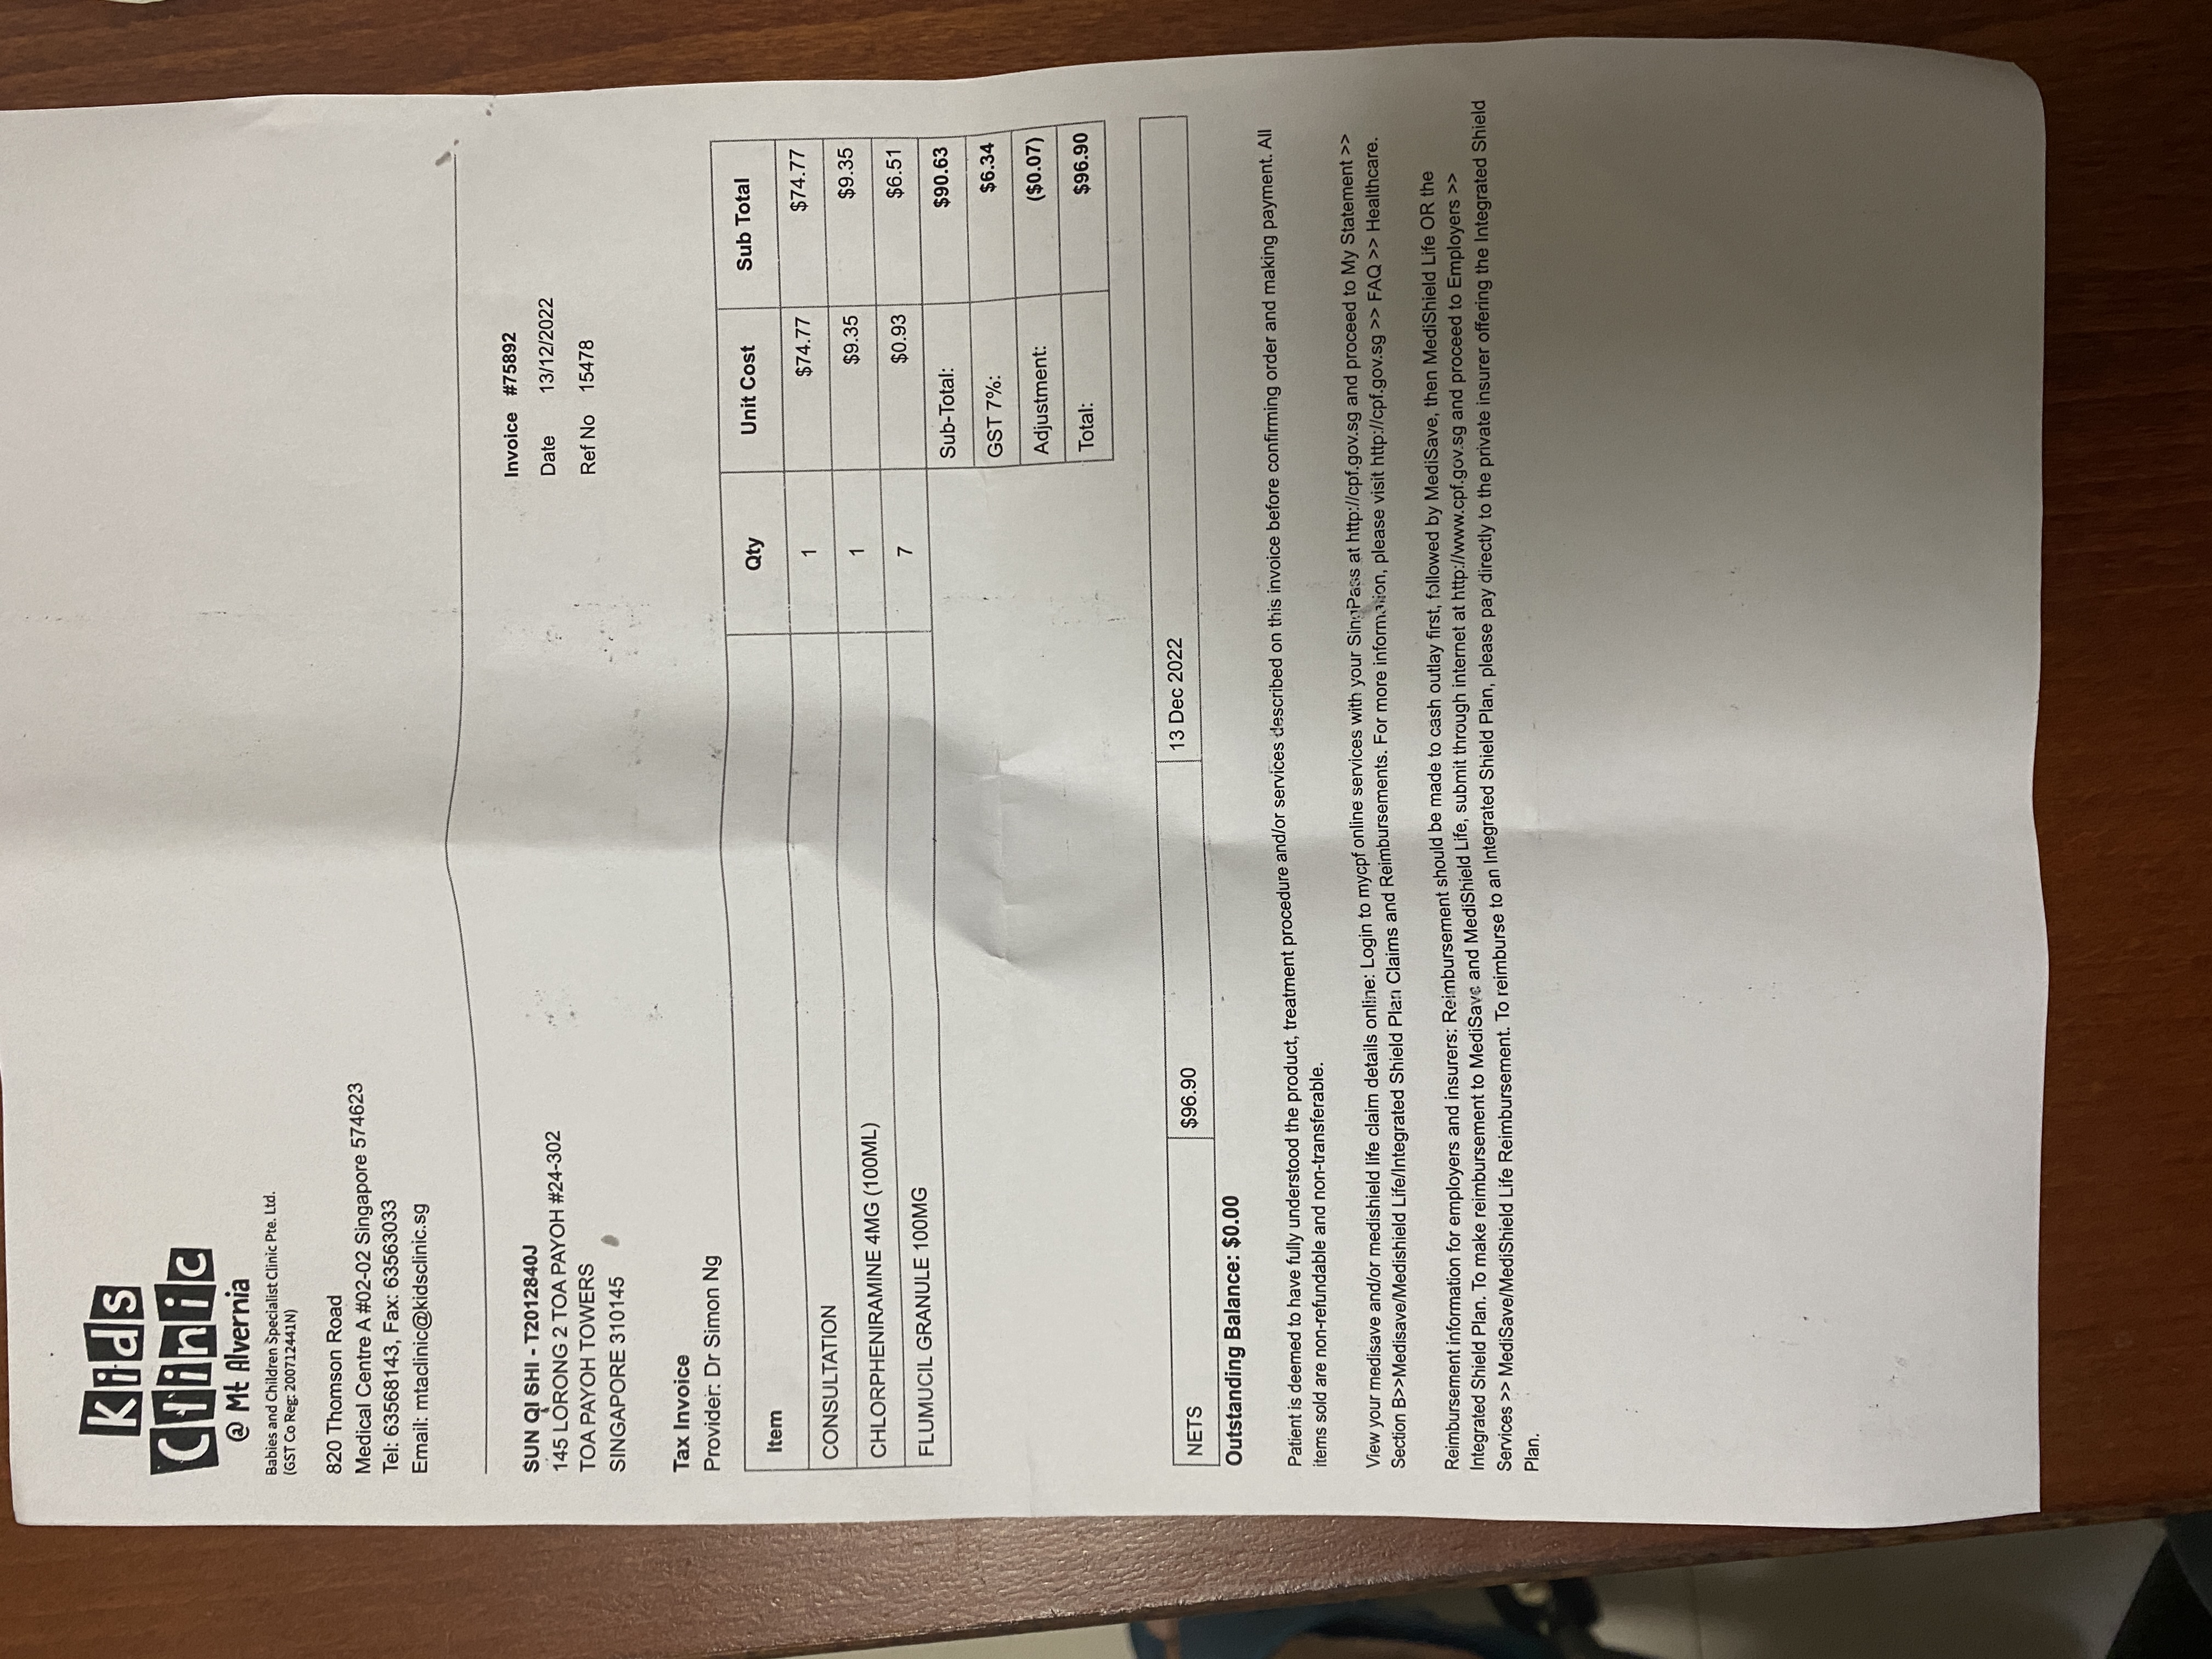 Kids
Clinic
@ Mt Alvernia
Babies and Children Specialist Clinic Pte. Ltd.
(GST Co Reg: 200712441N)
820 Thomson Road
Medical Centre A #02-02 Singapore 574623
Tel: 63568143, Fax: 63563033
Email: mtaclinic@kidsclinic.sg
SUN QI SHI - T2012840J
145 LORONG 2 TOA PAYOH #24-302
TOA PAYOH TOWERS
SINGAPORE 310145
Invoice #75892
Date 13/12/2022
Ref No 15478
Tax Invoice
Provider: Dr Simon Ng
Item Qty Unit Cost Sub Total
CONSULTATION 1 $74.77 $74.77
CHLORPHENIRAMINE 4MG (100ML) 1 $9.35 $9.35
FLUMUCIL GRANULE 100MG 7 $0.93 $6.51
Sub-Total: $90.63
GST 7%: $6.34
Adjustment: ($0.07)
Total: $96.90
NETS $96.90 13 Dec 2022
Outstanding Balance: $0.00
Patient is deemed to have fully understood the product, treatment procedure and/or services described on this invoice before confirming order and making payment. All
items sold are non-refundable and non-transferable.
View your medisave and/or medishield life claim details online: Login to mycpf online services with your SingPass at http://cpf.gov.sg and proceed to My Statement >>
Section B>>Medisave/Medishield Life/Integrated Shield Plan Claims and Reimbursements. For more information, please visit http://cpf.gov.sg >> FAQ >> Healthcare.
Reimbursement information for employers and insurers: Reimbursement should be made to cash outlay first, followed by MediSave, then MediShield Life OR the
Integrated Shield Plan. To make reimbursement to MediSave and MediShield Life, submit through internet at http://www.cpf.gov.sg and proceed to Employers >>
Services >> MediSave/MediShield Life Reimbursement. To reimburse to an Integrated Shield Plan, please pay directly to the private insurer offering the Integrated Shield
Plan.